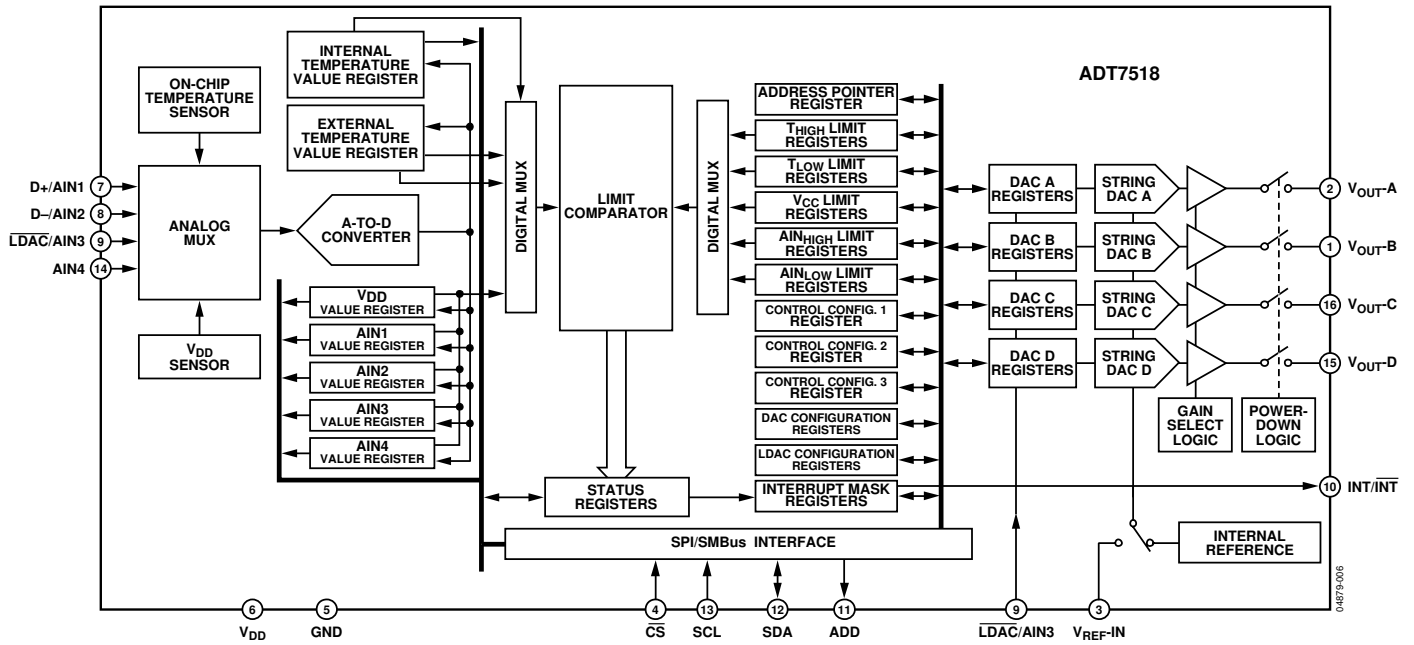 ADT7518
ON-CHIP
TEMPERATURE
SENSOR
D+/AIN1
7
D–/AIN2
8
LDAC/AIN3
9
AIN4
14
ANALOG
MUX
VDD
SENSOR
INTERNAL
TEMPERATURE
VALUE REGISTER
EXTERNAL
TEMPERATURE
VALUE REGISTER
A-TO-D
CONVERTER
VDD
VALUE REGISTER
AIN1
VALUE REGISTER
AIN2
VALUE REGISTER
AIN3
VALUE REGISTER
AIN4
VALUE REGISTER
DIGITAL MUX
LIMIT
COMPARATOR
DIGITAL MUX
STATUS
REGISTERS
ADDRESS POINTER
REGISTER
THIGH LIMIT
REGISTERS
TLOW LIMIT
REGISTERS
VCC LIMIT
REGISTERS
AINHIGH LIMIT
REGISTERS
AINLOW LIMIT
REGISTERS
CONTROL CONFIG. 1
REGISTER
CONTROL CONFIG. 2
REGISTER
CONTROL CONFIG. 3
REGISTER
DAC CONFIGURATION
REGISTERS
LDAC CONFIGURATION
REGISTERS
INTERRUPT MASK
REGISTERS
SPI/SMBus INTERFACE
DAC A
REGISTERS
STRING
DAC A
2
VOUT-A
DAC B
REGISTERS
STRING
DAC B
1
VOUT-B
DAC C
REGISTERS
STRING
DAC C
16
VOUT-C
DAC D
REGISTERS
STRING
DAC D
15
VOUT-D
GAIN
SELECT
LOGIC
POWER-
DOWN
LOGIC
10
INT/INT
INTERNAL
REFERENCE
6
VDD
5
GND
4
CS
13
SCL
12
SDA
11
ADD
9
LDAC/AIN3
3
VREF-IN
04879-006